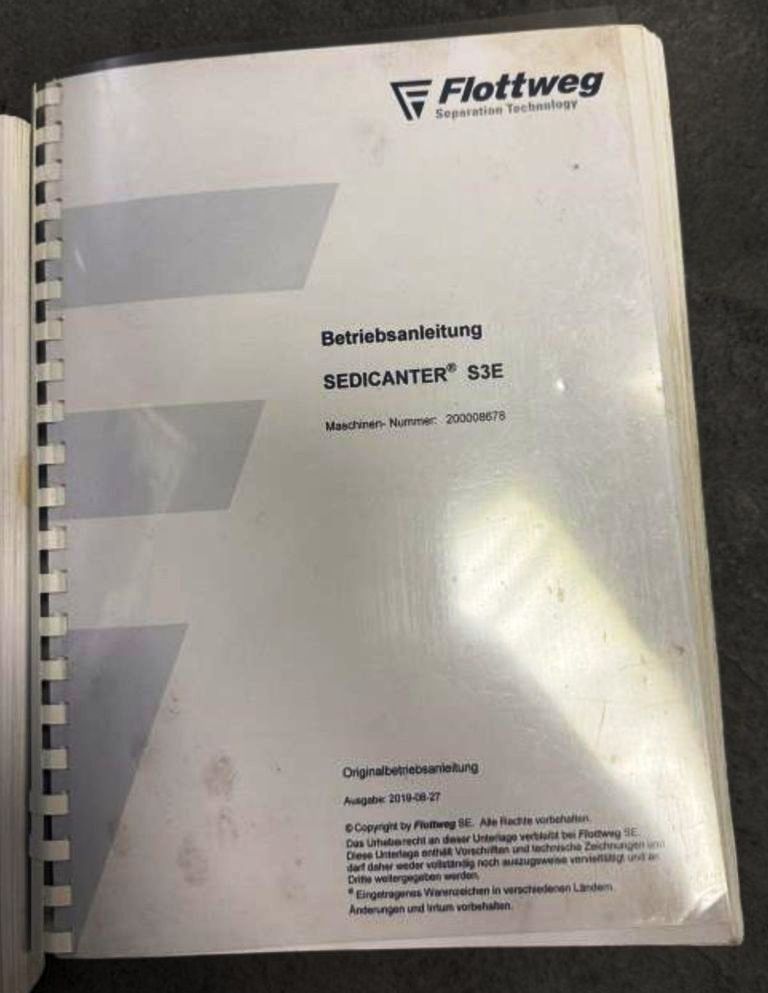 Flottweg
Separation Technology
Betriebsanleitung
SEDICANTER® S3E
Maschinen- Nummer: 200008678
Originalbetriebsanleitung
Ausgabe: 2019-08-27
© Copyright by Flottweg SE. Alle Rechte vorbehalten.
Das Urheberrecht an dieser Unterlage verbleibt bei Flottweg SE.
Diese Unterlage enthält Vorschriften und technische Zeichnungen und
darf daher weder vollständig noch auszugsweise vervielfältigt und an
Dritte weitergegeben werden.
® Eingetragenes Warenzeichen in verschiedenen Ländern.
Änderungen und Irrtum vorbehalten.